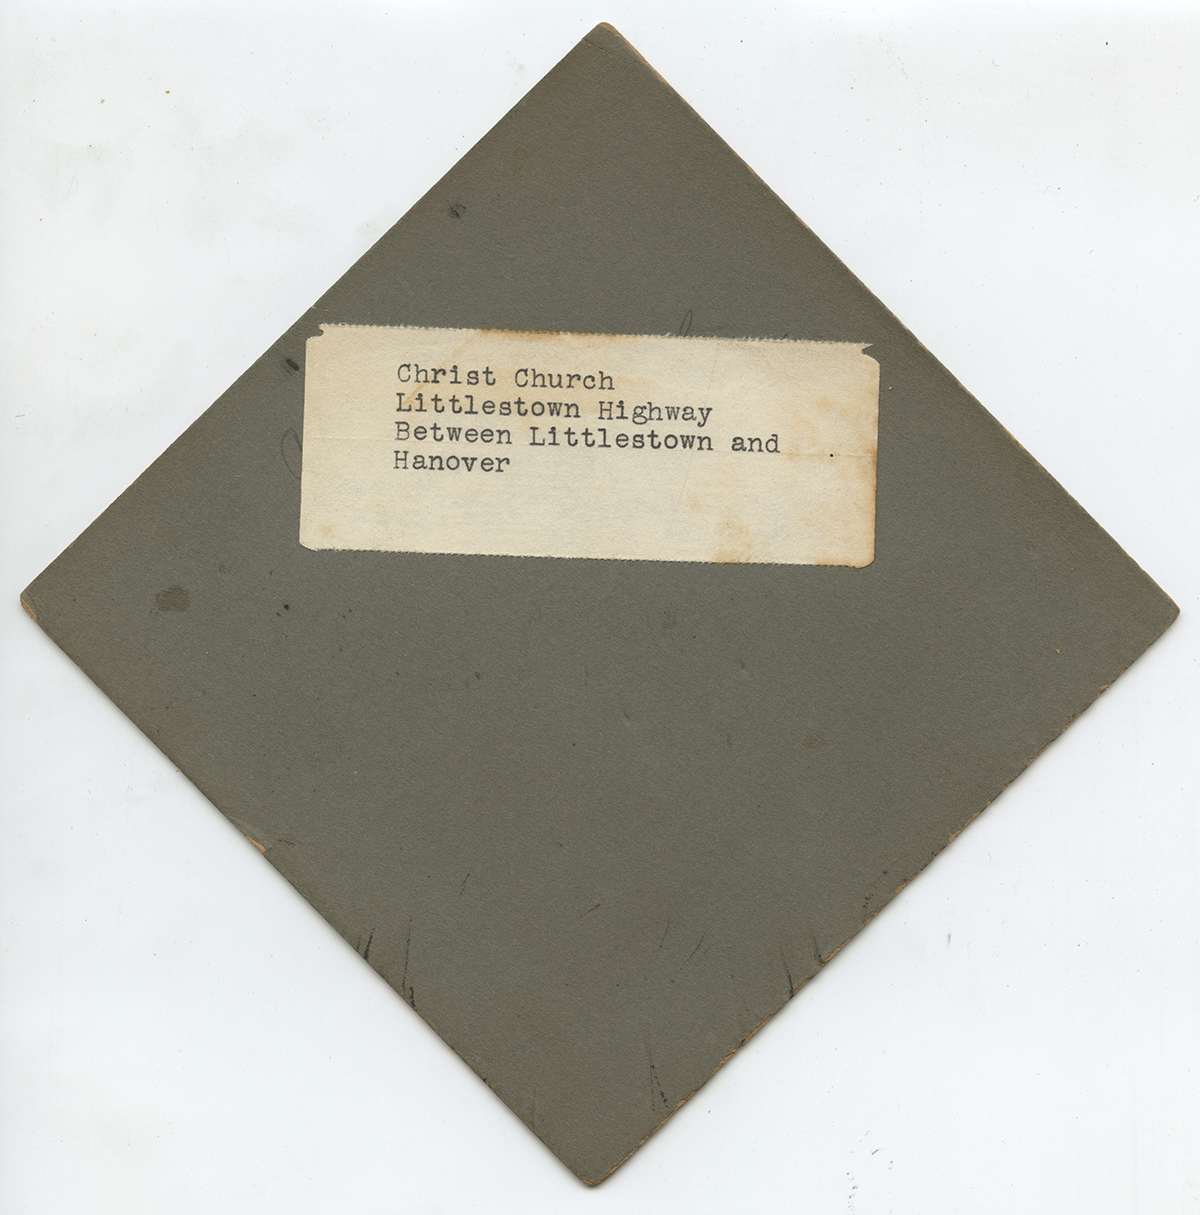 Christ Church
Littlestown Highway
Between Littlestown and
Hanover